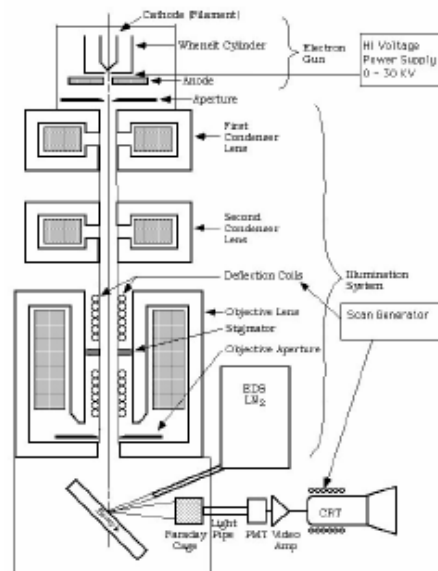 Cathode (Filament)
Whenelt Cylinder
Electron
Gun
Anode
Aperture
Hi Voltage
Power Supply
0 - 30 KV
First
Condenser
Lens
Second
Condenser
Lens
Deflection Coils
Illumination
System
Objective Lens
Stigmator
Objective Aperture
Scan Generator
EDS
LN2
Faraday
Cage
Light
Pipe
PMT
Video
Amp
CRT